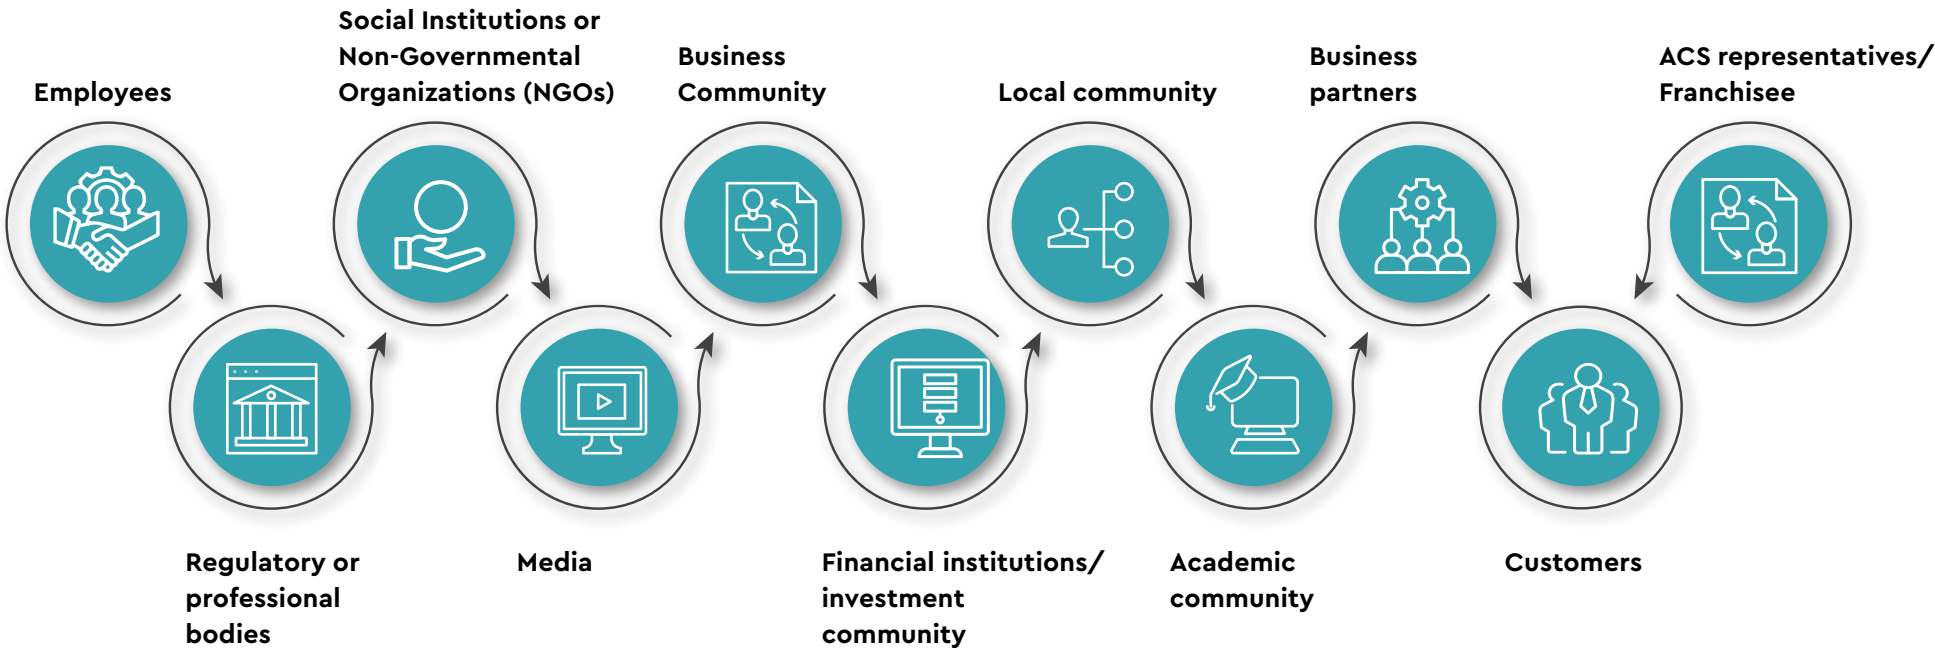 Employees
Social Institutions or
Non-Governmental
Organizations (NGOs)
Business
Community
Local community
Business
partners
ACS representatives/
Franchisee
Regulatory or
professional
bodies
Media
Financial institutions/
investment
community
Academic
community
Customers